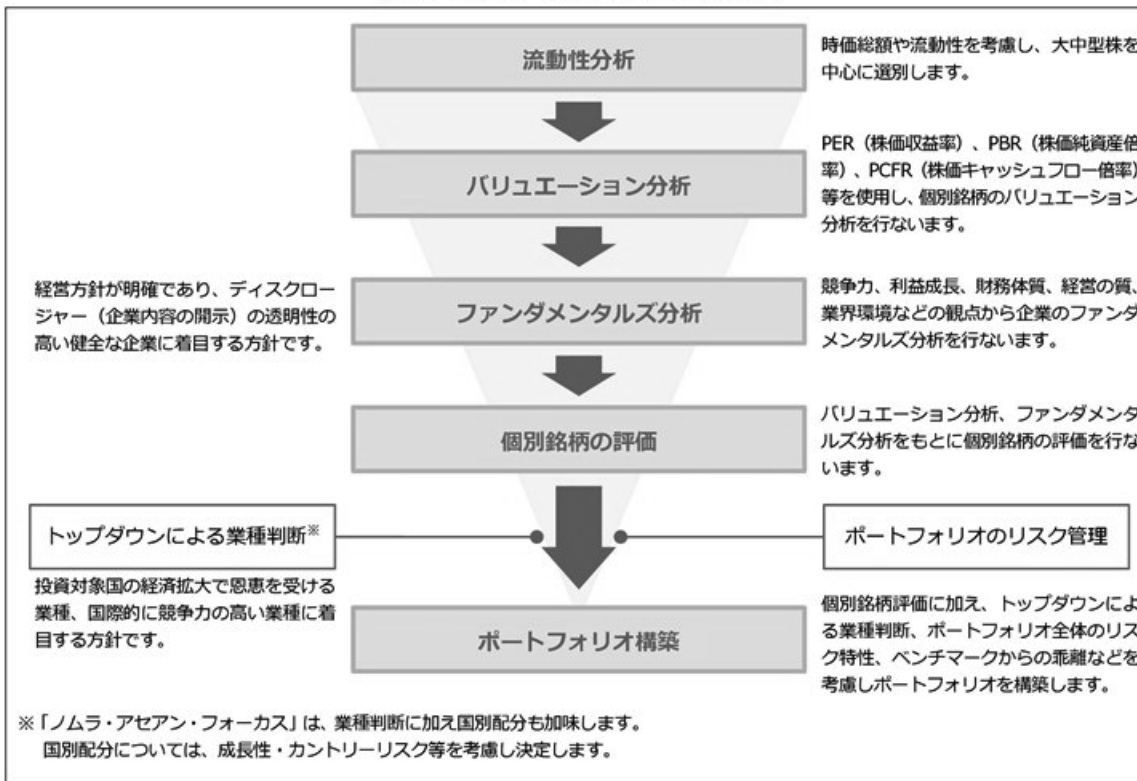 流動性分析
時価総額や流動性を考慮し、大中型株を
中心に選別します。
バリュエーション分析
PER（株価収益率）、PBR（株価純資産倍
率）、PCFR（株価キャッシュフロー倍率）
等を使用し、個別銘柄のバリュエーション
分析を行ないます。
経営方針が明確であり、ディスクロー
ジャー（企業内容の開示）の透明性の
高い健全な企業に着目する方針です。
ファンダメンタルズ分析
競争力、利益成長、財務体質、経営の質、
業界環境などの観点から企業のファンダ
メンタルズ分析を行ないます。
個別銘柄の評価
バリュエーション分析、ファンダメンタ
ルズ分析をもとに個別銘柄の評価を行な
います。
トップダウンによる業種判断※
投資対象国の経済拡大で恩恵を受ける
業種、国際的に競争力の高い業種に着
目する方針です。
ポートフォリオのリスク管理
ポートフォリオ構築
個別銘柄評価に加え、トップダウンによ
る業種判断、ポートフォリオ全体のリス
ク特性、ベンチマークからの乖離などを
考慮しポートフォリオを構築します。
※「ノムラ・アセアン・フォーカス」は、業種判断に加え国別配分も加味します。
国別配分については、成長性・カントリーリスク等を考慮し決定します。